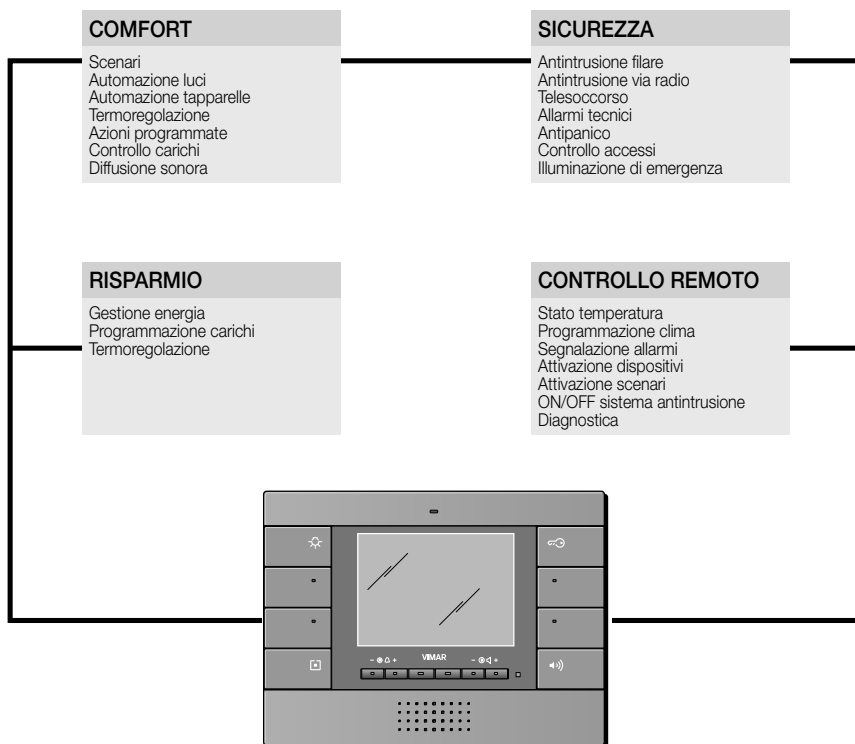 COMFORT
Scenari
Automazione luci
Automazione tapparelle
Termoregolazione
Azioni programmate
Controllo carichi
Diffusione sonora
SICUREZZA
Antintrusione filare
Antintrusione via radio
Telesoccorso
Allarmi tecnici
Antipanico
Controllo accessi
Illuminazione di emergenza
RISPARMIO
Gestione energia
Programmazione carichi
Termoregolazione
CONTROLLO REMOTO
Stato temperatura
Programmazione clima
Segnalazione allarmi
Attivazione dispositivi
Attivazione scenari
ON/OFF sistema antintrusione
Diagnostica
VIMAR